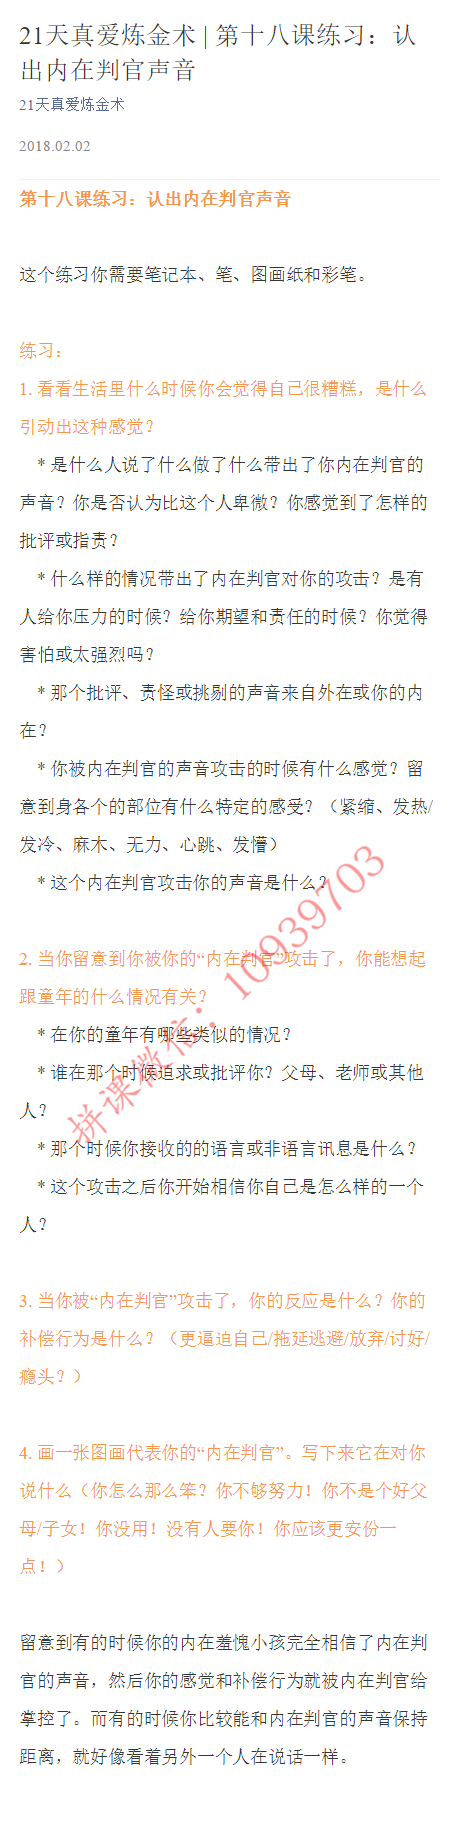 21天真爱炼金术 | 第十八课练习：认
出内在判官声音
21天真爱炼金术
2018.02.02
第十八课练习：认出内在判官声音
这个练习你需要笔记本、笔、图画纸和彩笔。
练习：
1. 看看生活里什么时候你会觉得自己很糟糕，是什么
引动出这种感觉？
* 是什么人说了什么做了什么带出了你内在判官的
声音？你是否认为比这个人卑微？你感觉到了怎样的
批评或指责？
* 什么样的情况带出了内在判官对你的攻击？是有
人给你压力的时候？给你期望和责任的时候？你觉得
害怕或太强烈吗？
* 那个批评、责怪或挑剔的声音来自外在或你的内
在？
* 你被内在判官的声音攻击的时候有什么感觉？留
意到身各个的部位有什么特定的感受？（紧缩、发热/
发冷、麻木、无力、心跳、发懵）
* 这个内在判官攻击你的声音是什么？
2. 当你留意到你被你的“内在判官”攻击了，你能想起
跟童年的什么情况有关？
* 在你的童年有哪些类似的情况？
* 谁在那个时候迫求或批评你？父母、老师或其他
人？
* 那个时候你接收的的语言或非语言讯息是什么？
* 这个攻击之后你开始相信你自己是怎么样的一个
人？
3. 当你被“内在判官”攻击了，你的反应是什么？你的
补偿行为是什么？（更逼迫自己/拖延逃避/放弃/讨好/
瘾头？）
4. 画一张图画代表你的“内在判官”。写下来它在对你
说什么（你怎么那么笨？你不够努力！你不是个好父
母/子女！你没用！没有人要你！你应该更安份一
点！）
留意到有的时候你的内在羞愧小孩完全相信了内在判
官的声音，然后你的感觉和补偿行为就被内在判官给
掌控了。而有的时候你比较能和内在判官的声音保持
距离，就好像看着另外一个人在说话一样。
拼课微信：10939703